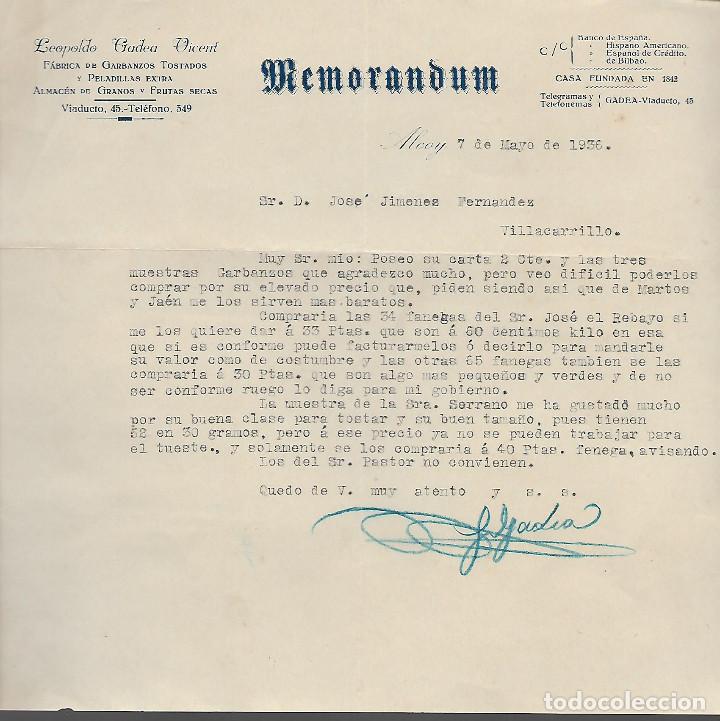 Leopoldo Gadea Vicent
FÁBRICA DE GARBANZOS TOSTADOS
Y PELADILLAS EXTRA
ALMACÉN DE GRANOS Y FRUTAS SECAS
Viaducto, 45.-Teléfono, 549
Memorandum
C/C
Banco de España.
» Hispano Americano.
» Español de Crédito.
» de Bilbao.
CASA FUNDADA EN 1842
Telegramas y
Telefonemas
GADEA-Viaducto, 45
Alcoy 7 de Mayo de 1936.
Sr. D. José Jimenez Fernandez
Villacarrillo.
Muy Sr. mio: Poseo su carta 2 Cte. y las tres
muestras Garbanzos que agradezco mucho, pero veo dificil poderlos
comprar por su elevado precio que, piden siendo asi que de Martos
y Jaén me los sirven mas baratos.
Compraria las 34 fanegas del Sr. José el Rebayo si
me los quiere dar á 33 Ptas. que son á 60 centimos kilo en esa
que si es conforme puede facturarmelos ó decirlo para mandarle
su valor como de costumbre y las otras 65 fanegas tambien se las
compraria á 30 Ptas. que son algo mas pequeños y verdes y de no
ser conforme ruego lo diga para mi gobierno.
La muestra de la Sra. Serrano me ha gustado mucho
por su buena clase para tostar y su buen tamaño, pues tienen
52 en 30 gramos, pero á ese precio ya no se pueden trabajar para
el tueste., y solamente se los compraria á 40 Ptas. fenega, avisando.
Los del Sr. Pastor no convienen.
Quedo de V. muy atento y s. s.
L Gadea
todocoleccion